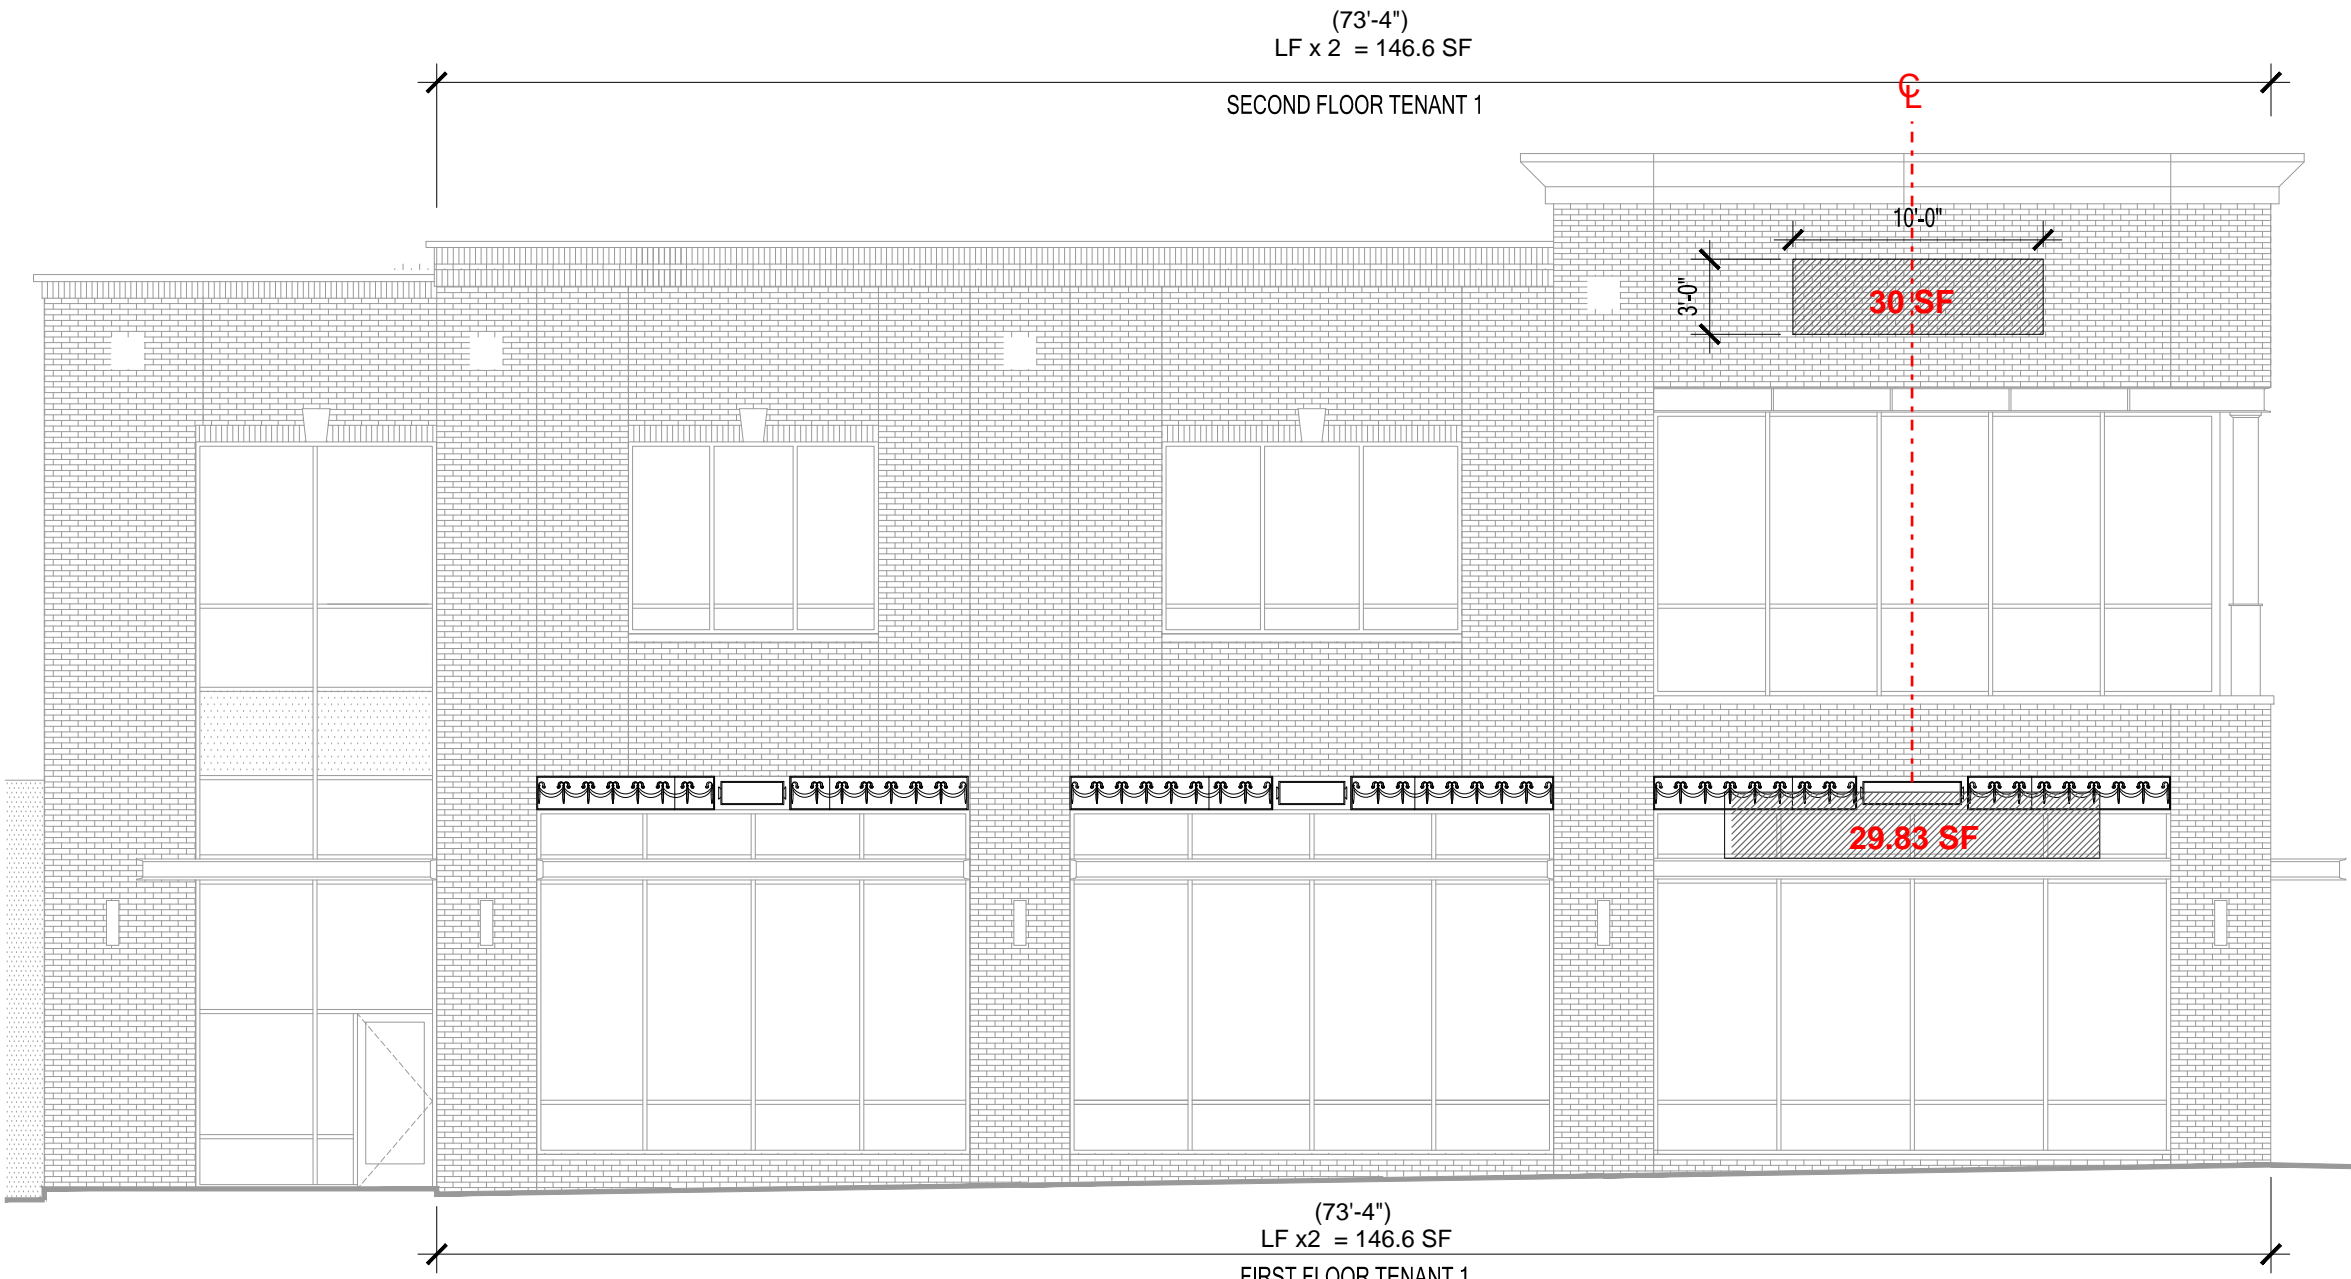 (73'-4")
LF x 2 = 146.6 SF
SECOND FLOOR TENANT 1
CL
10'-0"
3'-0"
30 SF
29.83 SF
(73'-4")
LF x2 = 146.6 SF
FIRST FLOOR TENANT 1